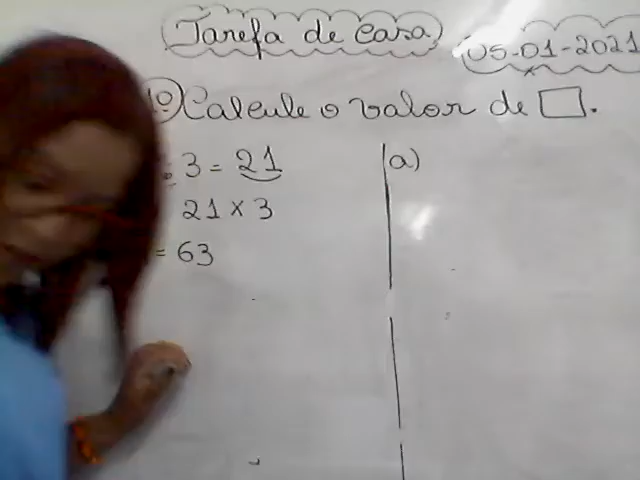 Tarefa de Casa
05-01-2021
1º) Calcule o valor de □.
: 3 = 21
21 x 3
= 63
a)